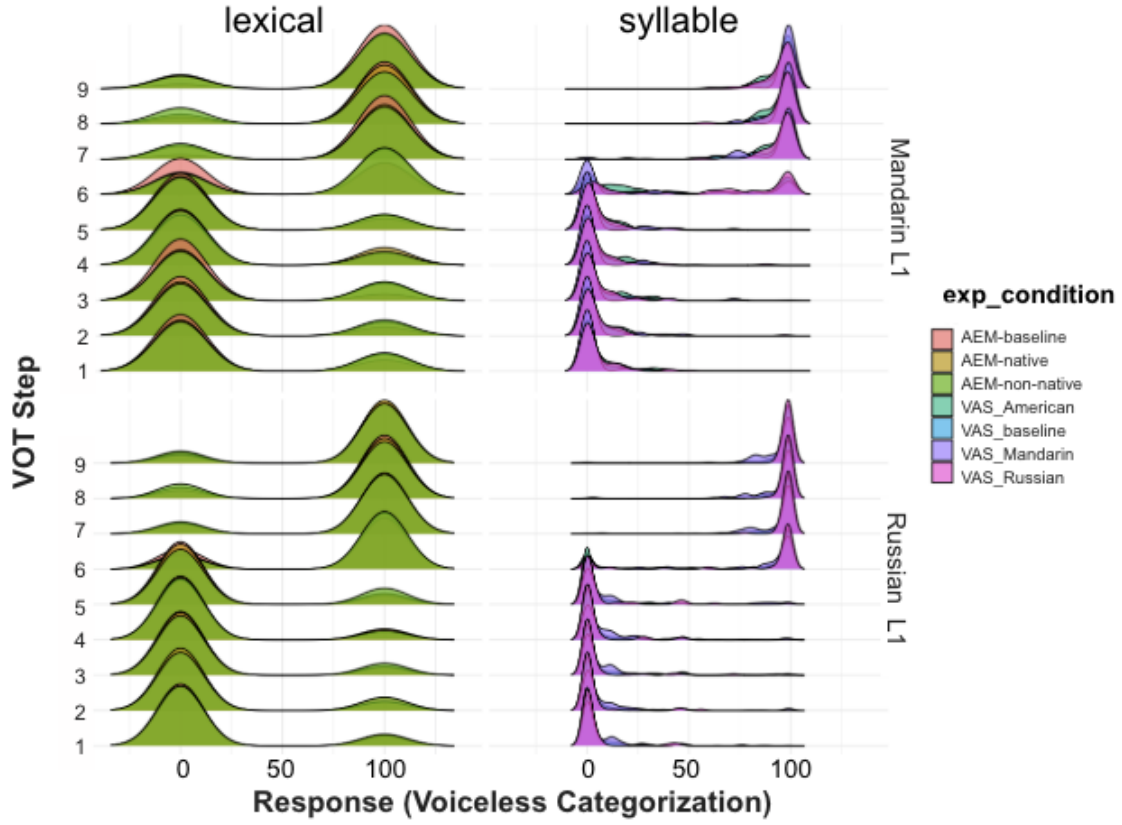 lexical
syllable
9
8
7
6
5
4
3
2
1
Mandarin L1
9
8
7
6
5
4
3
2
1
Russian L1
VOT Step
0
50
100
0
50
100
Response (Voiceless Categorization)
exp_condition
AEM-baseline
AEM-native
AEM-non-native
VAS_American
VAS_baseline
VAS_Mandarin
VAS_Russian